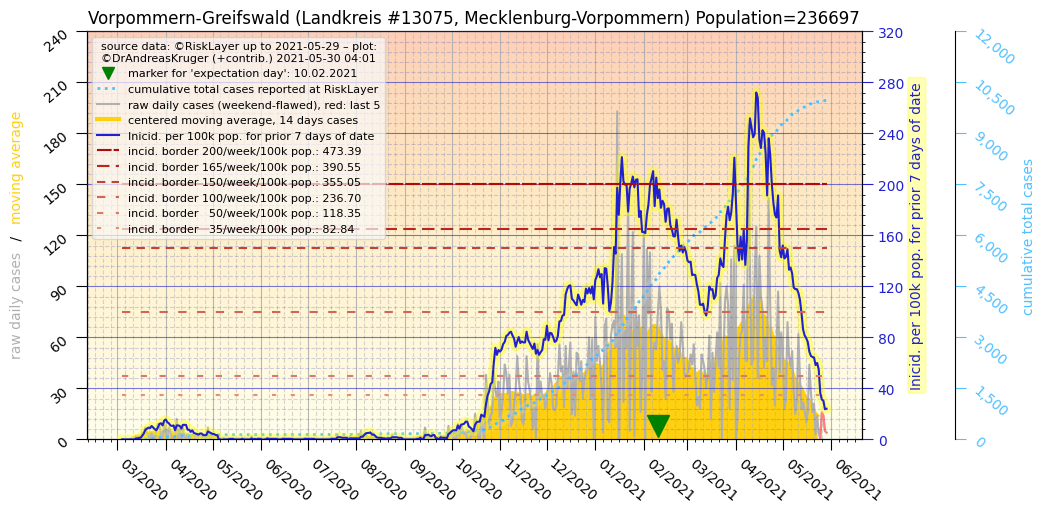 Vorpommern-Greifswald (Landkreis #13075, Mecklenburg-Vorpommern) Population=236697
source data: ©RiskLayer up to 2021-05-29 – plot:
©DrAndreasKruger (+contrib.) 2021-05-30 04:01
marker for 'expectation day': 10.02.2021
cumulative total cases reported at RiskLayer
raw daily cases (weekend-flawed), red: last 5
centered moving average, 14 days cases
Inicid. per 100k pop. for prior 7 days of date
incid. border 200/week/100k pop.: 473.39
incid. border 165/week/100k pop.: 390.55
incid. border 150/week/100k pop.: 355.05
incid. border 100/week/100k pop.: 236.70
incid. border   50/week/100k pop.: 118.35
incid. border   35/week/100k pop.: 82.84
raw daily cases / moving average
240
210
180
150
120
90
60
30
0
320
280
240
200
160
120
80
40
0
Inicid. per 100k pop. for prior 7 days of date
12,000
10,500
9,000
7,500
6,000
4,500
3,000
1,500
0
cumulative total cases
03/2020
04/2020
05/2020
06/2020
07/2020
08/2020
09/2020
10/2020
11/2020
12/2020
01/2021
02/2021
03/2021
04/2021
05/2021
06/2021